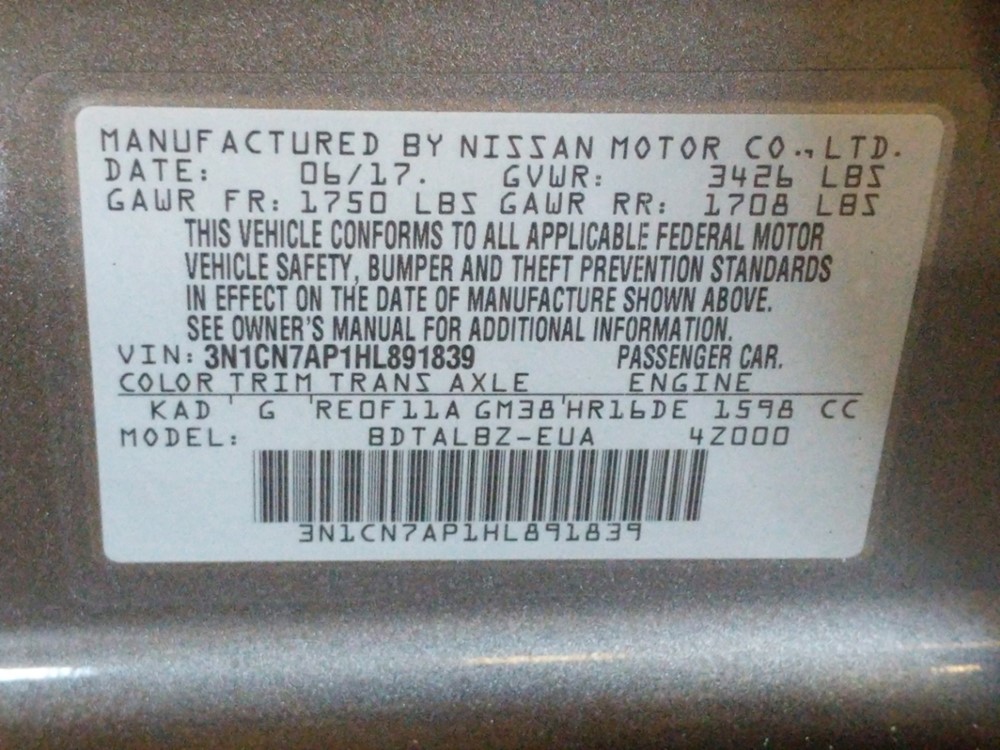 MANUFACTURED BY NISSAN MOTOR CO.,LTD.
DATE: 06/17. GVWR: 3426 LBS
GAWR FR: 1750 LBS GAWR RR: 1708 LBS
THIS VEHICLE CONFORMS TO ALL APPLICABLE FEDERAL MOTOR
VEHICLE SAFETY, BUMPER AND THEFT PREVENTION STANDARDS
IN EFFECT ON THE DATE OF MANUFACTURE SHOWN ABOVE.
SEE OWNER'S MANUAL FOR ADDITIONAL INFORMATION.
VIN: 3N1CN7AP1HL891839 PASSENGER CAR.
COLOR TRIM TRANS AXLE ENGINE
KAD ' G 'RE0F11A GM38'HR16DE 1598 CC
MODEL: BDTALBZ-EUA 4Z000
3N1CN7AP1HL891839